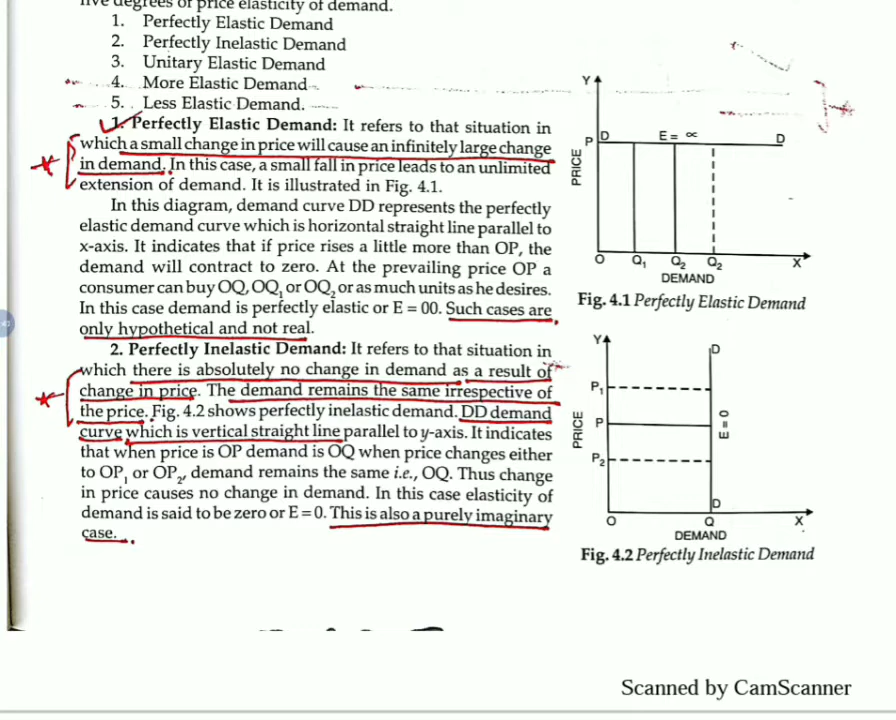 five degrees of price elasticity of demand.
1. Perfectly Elastic Demand
2. Perfectly Inelastic Demand
3. Unitary Elastic Demand
4. More Elastic Demand
5. Less Elastic Demand.
1. Perfectly Elastic Demand: It refers to that situation in
which a small change in price will cause an infinitely large change
in demand. In this case, a small fall in price leads to an unlimited
extension of demand. It is illustrated in Fig. 4.1.
In this diagram, demand curve DD represents the perfectly
elastic demand curve which is horizontal straight line parallel to
x-axis. It indicates that if price rises a little more than OP, the
demand will contract to zero. At the prevailing price OP a
consumer can buy OQ, OQ₁ or OQ₂ or as much units as he desires.
In this case demand is perfectly elastic or E = 00. Such cases are
only hypothetical and not real.
2. Perfectly Inelastic Demand: It refers to that situation in
which there is absolutely no change in demand as a result of
change in price. The demand remains the same irrespective of
the price. Fig. 4.2 shows perfectly inelastic demand. DD demand
curve which is vertical straight line parallel to y-axis. It indicates
that when price is OP demand is OQ when price changes either
to OP₁ or OP₂, demand remains the same i.e., OQ. Thus change
in price causes no change in demand. In this case elasticity of
demand is said to be zero or E = 0. This is also a purely imaginary
case.
Y
P D E = ∝ D
PRICE
O Q₁ Q₂ Q₂ X
DEMAND
Fig. 4.1 Perfectly Elastic Demand
Y
D
P₁
P
P₂
PRICE
E = 0
D
O Q X
DEMAND
Fig. 4.2 Perfectly Inelastic Demand
Scanned by CamScanner